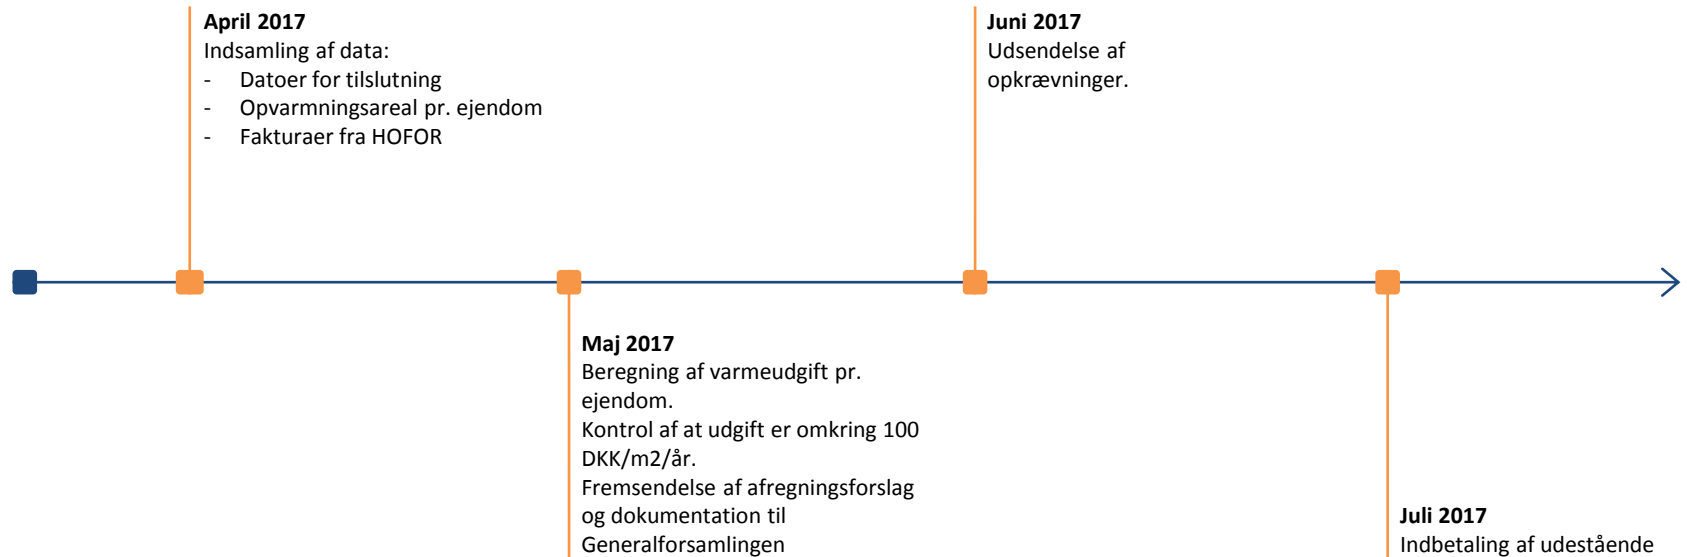 April 2017
Indsamling af data:
- Datoer for tilslutning
- Opvarmningsareal pr. ejendom
- Fakturaer fra HOFOR
Maj 2017
Beregning af varmeudgift pr.
ejendom.
Kontrol af at udgift er omkring 100
DKK/m2/år.
Fremsendelse af afregningsforslag
og dokumentation til
Generalforsamlingen
Juni 2017
Udsendelse af
opkrævninger.
Juli 2017
Indbetaling af udestående